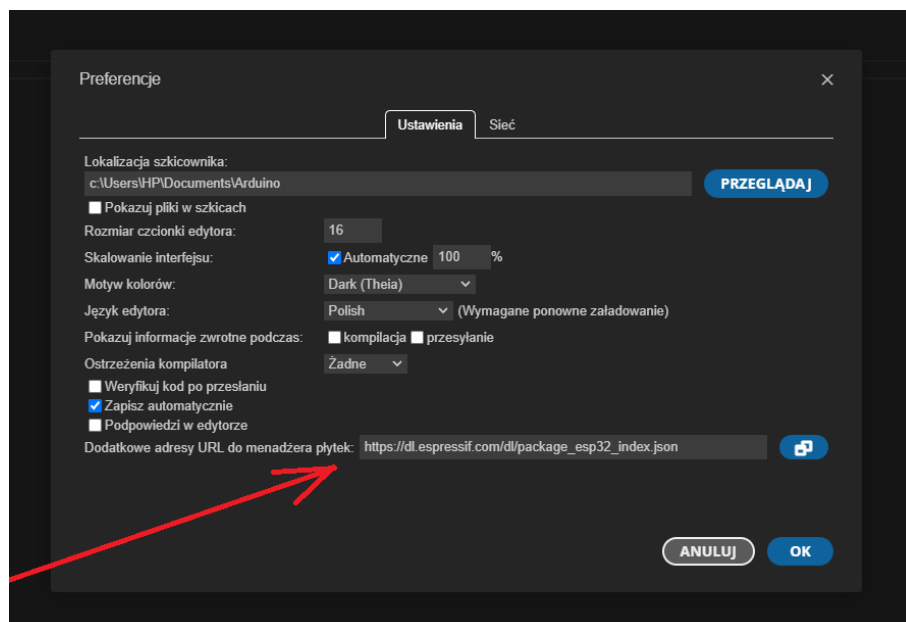 Preferencje
Ustawienia Sieć
Lokalizacja szkicownika:
c:\Users\HP\Documents\Arduino PRZEGLĄDAJ
Pokazuj pliki w szkicach
Rozmiar czcionki edytora: 16
Skalowanie interfejsu: Automatyczne 100 %
Motyw kolorów: Dark (Theia)
Język edytora: Polish (Wymagane ponowne załadowanie)
Pokazuj informacje zwrotne podczas: kompilacja przesyłanie
Ostrzeżenia kompilatora Żadne
Weryfikuj kod po przesłaniu
Zapisz automatycznie
Podpowiedzi w edytorze
Dodatkowe adresy URL do menadżera płytek: https://dl.espressif.com/dl/package_esp32_index.json
ANULUJ OK